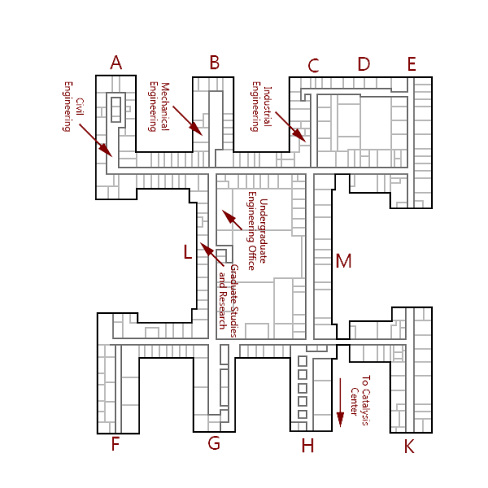 A
B
C
D
E
Civil
Engineering
Mechanical
Engineering
Industrial
Engineering
Undergraduate
Engineering Office
L
Graduate Studies
and Research
M
To Catalysis
Center
F
G
H
K